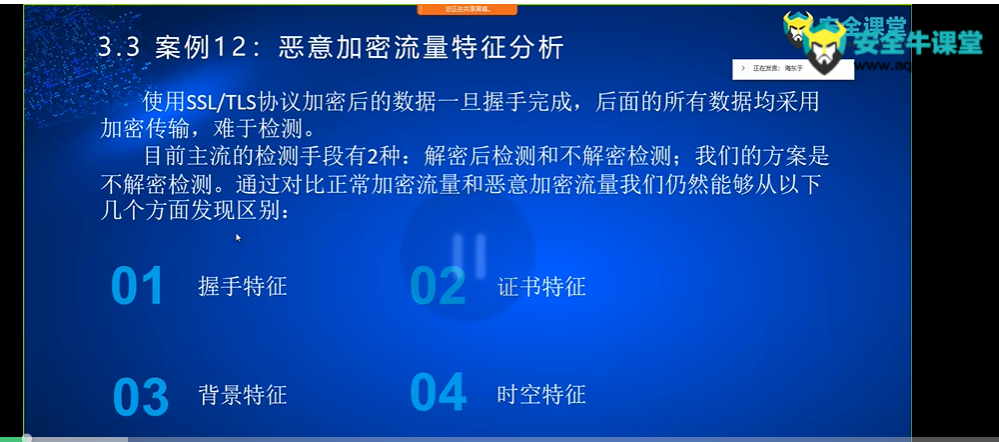 您正在共享屏幕。
3.3 案例12：恶意加密流量特征分析
安全课堂
安全牛课堂
www.aq
正在发言：海东于
使用SSL/TLS协议加密后的数据一旦握手完成，后面的所有数据均采用
加密传输，难于检测。
目前主流的检测手段有2种：解密后检测和不解密检测；我们的方案是
不解密检测。通过对比正常加密流量和恶意加密流量我们仍然能够从以下
几个方面发现区别：
01 握手特征
02 证书特征
03 背景特征
04 时空特征